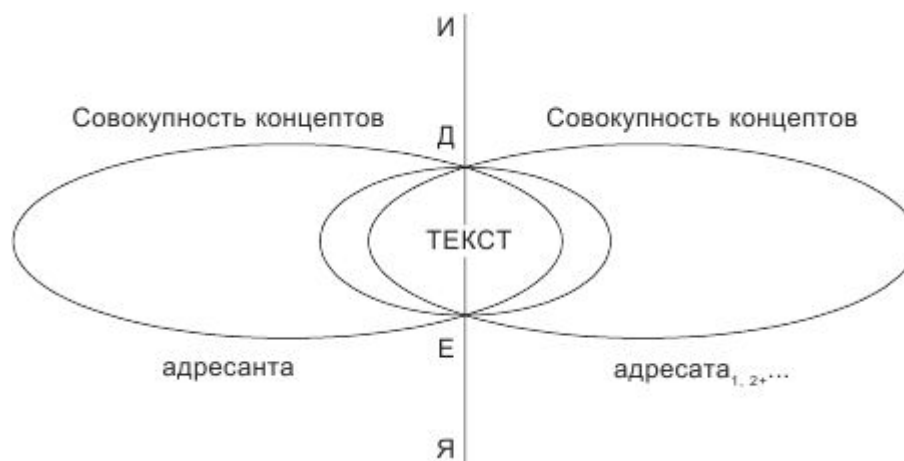 И
Совокупность концептов
Д
Совокупность концептов
ТЕКСТ
адресанта
Е
адресата1, 2+...
Я